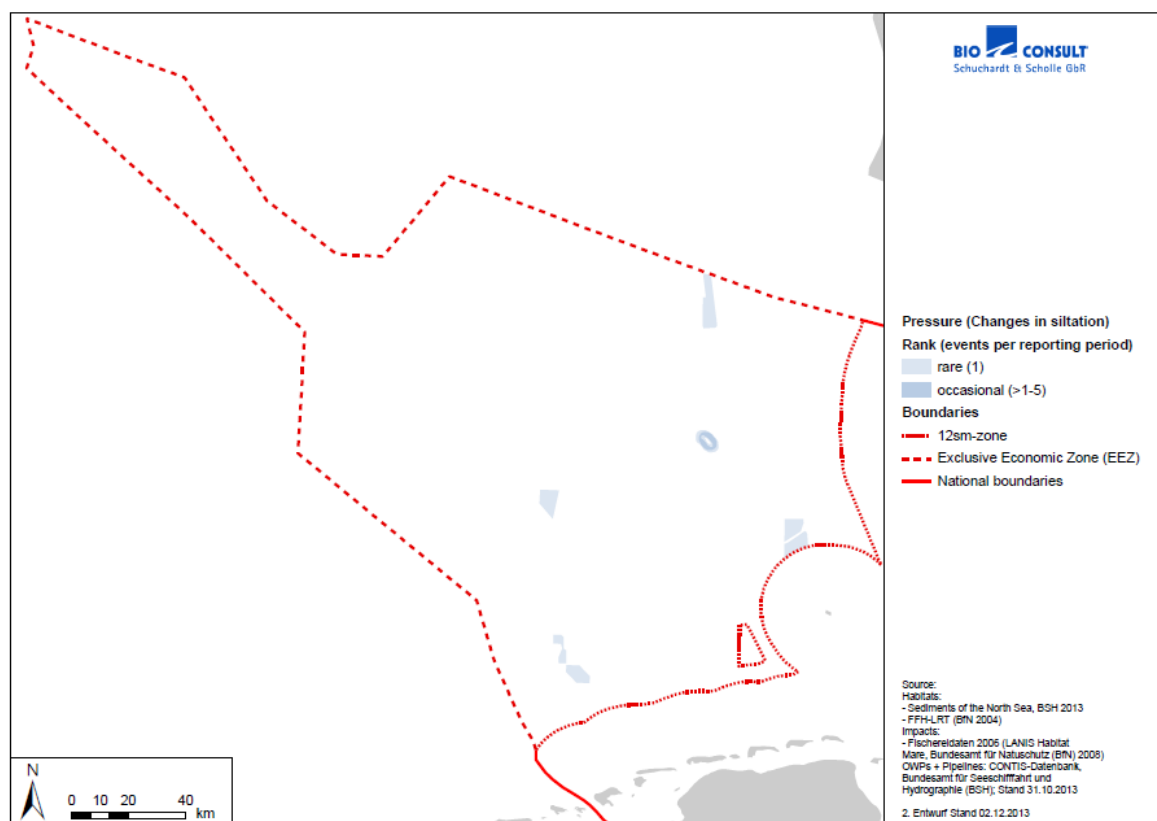 BIO CONSULT
Schuchardt & Scholle GbR
Pressure (Changes in siltation)
Rank (events per reporting period)
rare (1)
occasional (>1-5)
Boundaries
12sm-zone
Exclusive Economic Zone (EEZ)
National boundaries
Source:
Habitats:
- Sediments of the North Sea, BSH 2013
- FFH-LRT (BfN 2004)
Impacts:
- Fischereidaten 2006 (LANIS Habitat
Mare, Bundesamt für Natuschutz (BfN) 2008)
OWPs + Pipelines: CONTIS-Datenbank,
Bundesamt für Seeschifffahrt und
Hydrographie (BSH); Stand 31.10.2013
2. Entwurf Stand 02.12.2013
N
0 10 20 40
km